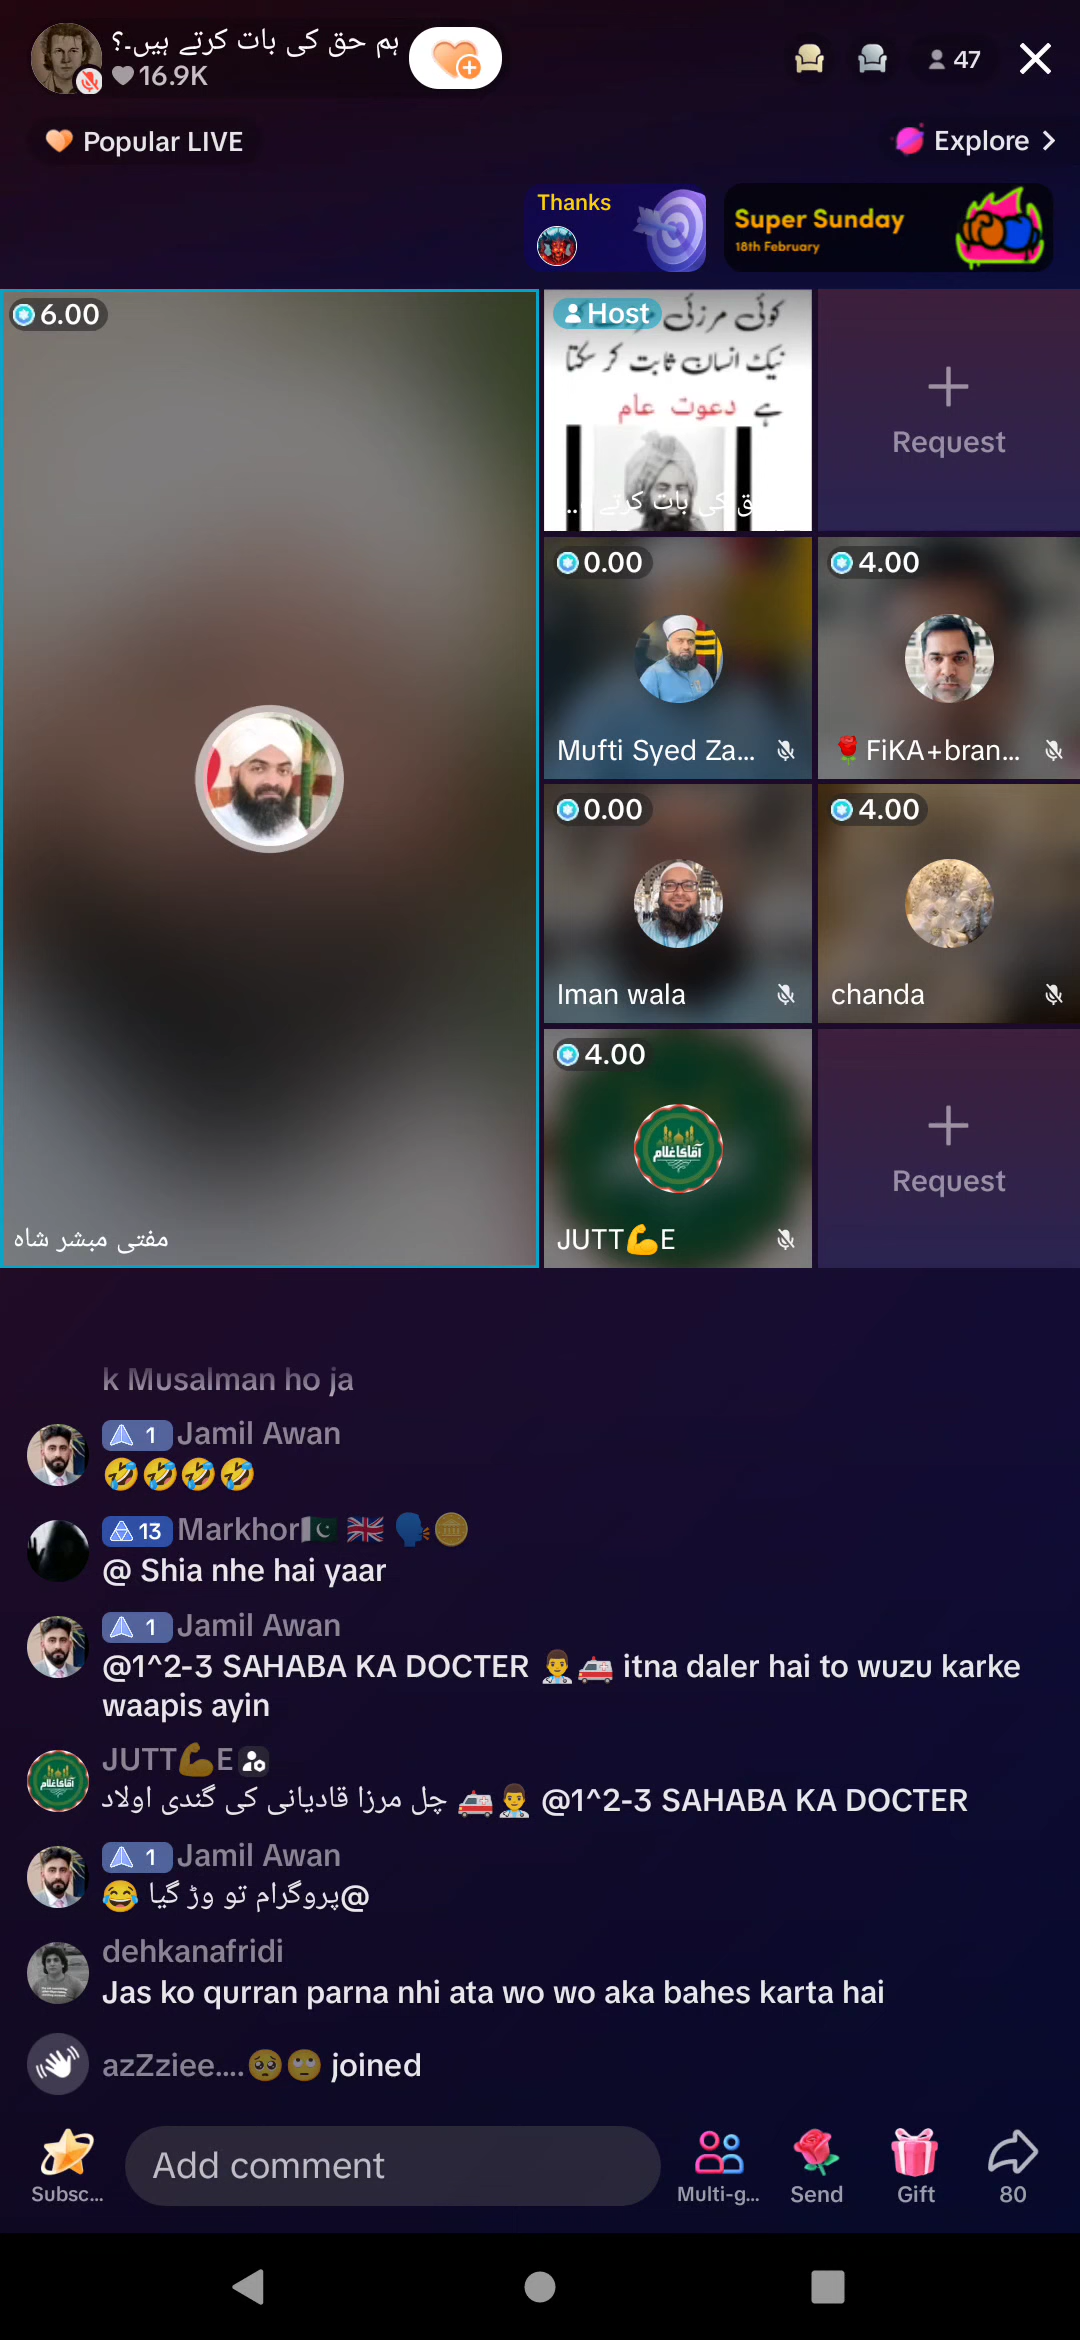 ہم حق کی بات کرتے ہیں۔؟
16.9K
47
Popular LIVE
Explore
Thanks
Super Sunday
18th February
6.00
Host
کوئی مرزئی
نیک انسان ثابت کر سکتا
ہے دعوت عام
ق کی بات کرتے ...
مفتی مبشر شاہ
Request
0.00
Mufti Syed Za...
4.00
🌹FiKA+bran...
0.00
Iman wala
4.00
chanda
4.00
آقا کا غلام
JUTT💪E
Request
k Musalman ho ja
1 Jamil Awan
🤣🤣🤣🤣
13 Markhor🇵🇰 🇬🇧 🗣️🪙
@ Shia nhe hai yaar
1 Jamil Awan
@1^2-3 SAHABA KA DOCTER 👨‍⚕️🚑 itna daler hai to wuzu karke
waapis ayin
JUTT💪E
@1^2-3 SAHABA KA DOCTER 👨‍⚕️🚑 چل مرزا قادیانی کی گندی اولاد
1 Jamil Awan
@پروگرام تو وڑ گیا 😂
dehkanafridi
Jas ko qurran parna nhi ata wo wo aka bahes karta hai
azZziee....🥺🙄 joined
Subsc...
Add comment
Multi-g...
Send
Gift
80